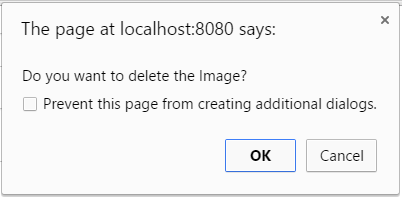 The page at localhost:8080 says:
Do you want to delete the Image?
Prevent this page from creating additional dialogs.
OK Cancel